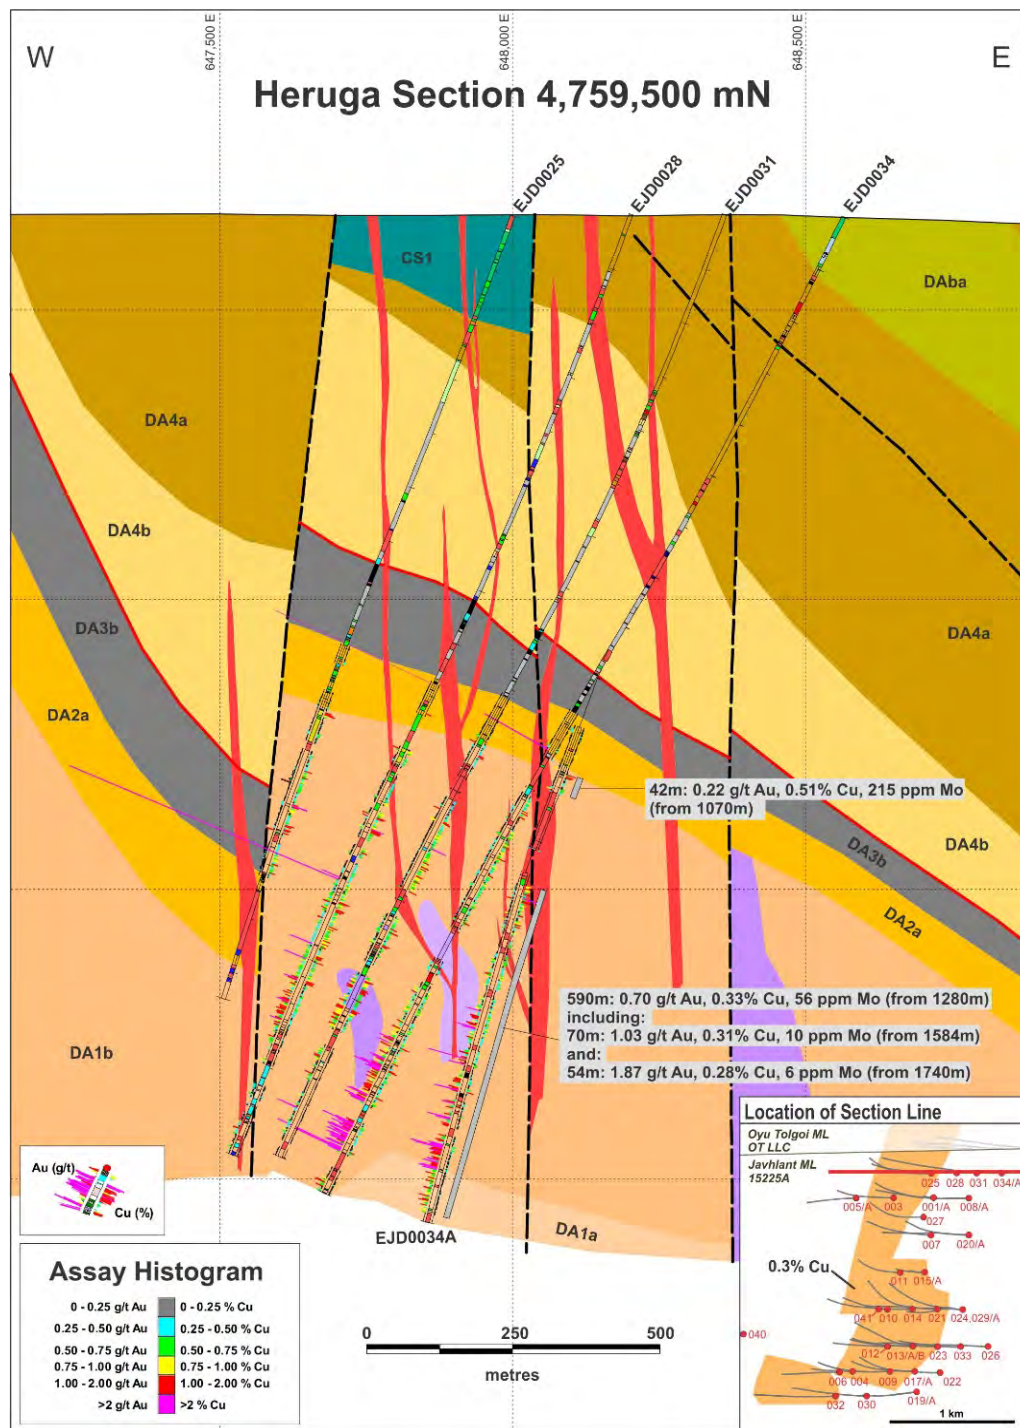 W
647,500 E
648,000 E
648,500 E
E
Heruga Section 4,759,500 mN
EJD0025
EJD0028
EJD0031
EJD0034
CS1
DAba
DA4a
DA4b
DA3b
DA2a
DA4a
42m: 0.22 g/t Au, 0.51% Cu, 215 ppm Mo
(from 1070m)
DA3b
DA4b
DA2a
590m: 0.70 g/t Au, 0.33% Cu, 56 ppm Mo (from 1280m)
including:
70m: 1.03 g/t Au, 0.31% Cu, 10 ppm Mo (from 1584m)
and:
54m: 1.87 g/t Au, 0.28% Cu, 6 ppm Mo (from 1740m)
DA1b
EJD0034A
DA1a
Au (g/t)
Cu (%)
Assay Histogram
0 - 0.25 g/t Au 0 - 0.25 % Cu
0.25 - 0.50 g/t Au 0.25 - 0.50 % Cu
0.50 - 0.75 g/t Au 0.50 - 0.75 % Cu
0.75 - 1.00 g/t Au 0.75 - 1.00 % Cu
1.00 - 2.00 g/t Au 1.00 - 2.00 % Cu
>2 g/t Au >2 % Cu
0 250 500
metres
Location of Section Line
Oyu Tolgoi ML
OT LLC
Javhlant ML
15225A
025 028 031 034/A
005/A 003 001/A 008/A
027
007 020/A
0.3% Cu
011 015/A
041 010 014 021 024,029/A
040
012 013/A/B 023 033 026
006 004 009 017/A 022
032 030 019/A
1 km